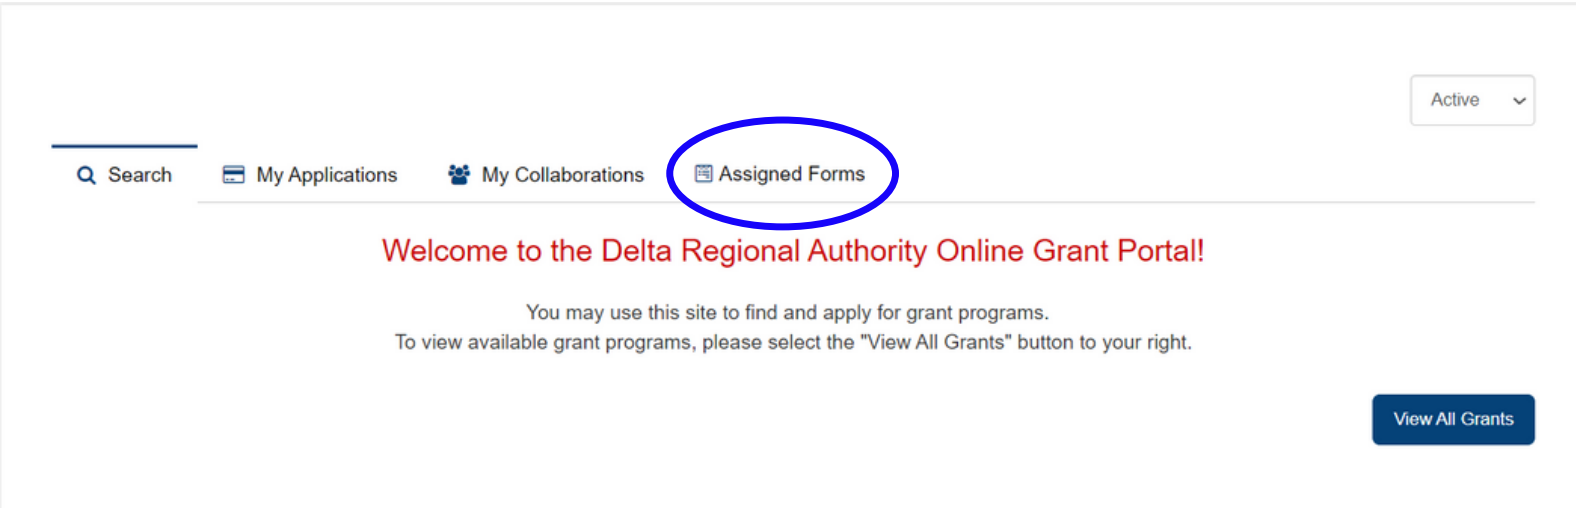 Active
Search
My Applications
My Collaborations
Assigned Forms
Welcome to the Delta Regional Authority Online Grant Portal!
You may use this site to find and apply for grant programs.
To view available grant programs, please select the "View All Grants" button to your right.
View All Grants